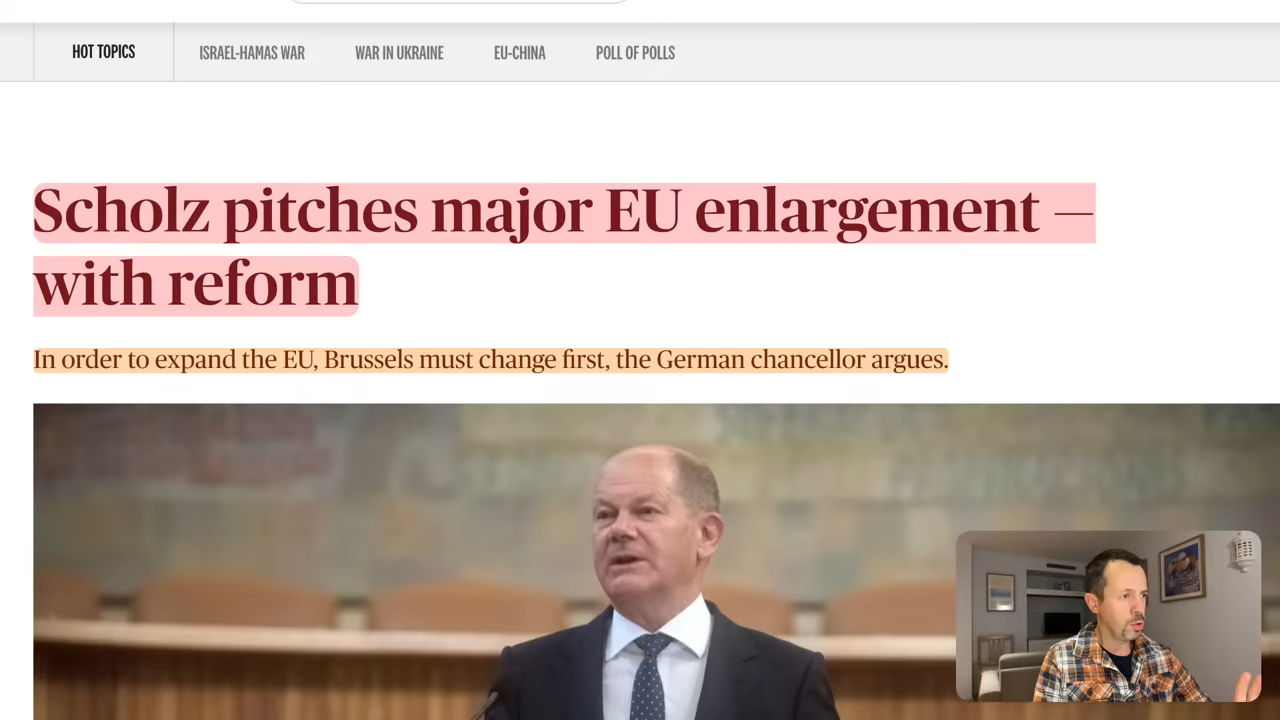 HOT TOPICS ISRAEL-HAMAS WAR WAR IN UKRAINE EU-CHINA POLL OF POLLS
Scholz pitches major EU enlargement —
with reform
In order to expand the EU, Brussels must change first, the German chancellor argues.